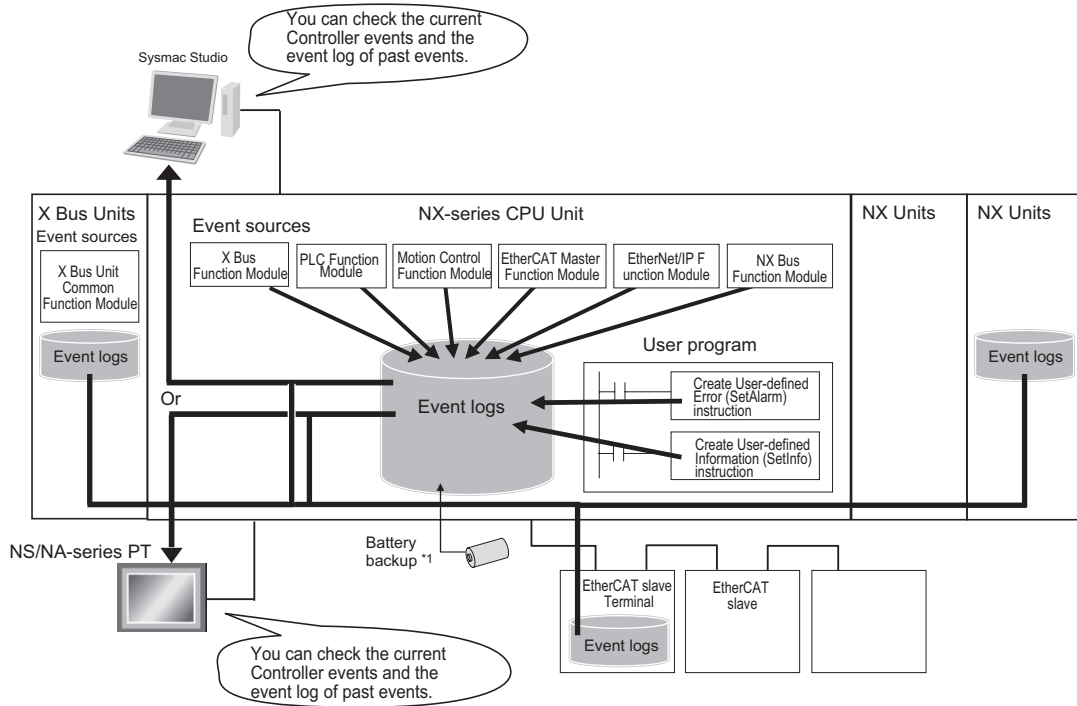 You can check the current
Controller events and the
event log of past events.
Sysmac Studio
X Bus Units
Event sources
X Bus Unit
Common
Function Module
Event logs
NX-series CPU Unit
Event sources
X Bus
Function Module
PLC Function
Module
Motion Control
Function Module
EtherCAT Master
Function Module
EtherNet/IP F
unction Module
NX Bus
Function Module
Event logs
User program
Create User-defined
Error (SetAlarm)
instruction
Create User-defined
Information (SetInfo)
instruction
NX Units
NX Units
Event logs
Or
NS/NA-series PT
Battery
backup *1
EtherCAT slave
Terminal
Event logs
EtherCAT
slave
You can check the current
Controller events and the
event log of past events.